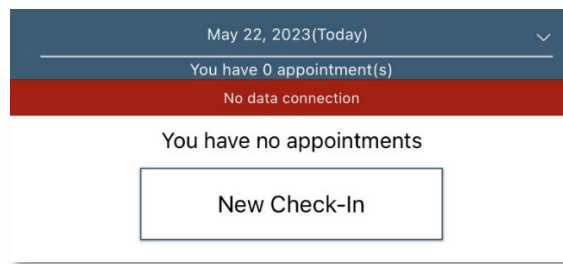 May 22, 2023(Today)
You have 0 appointment(s)
No data connection
You have no appointments
New Check-In